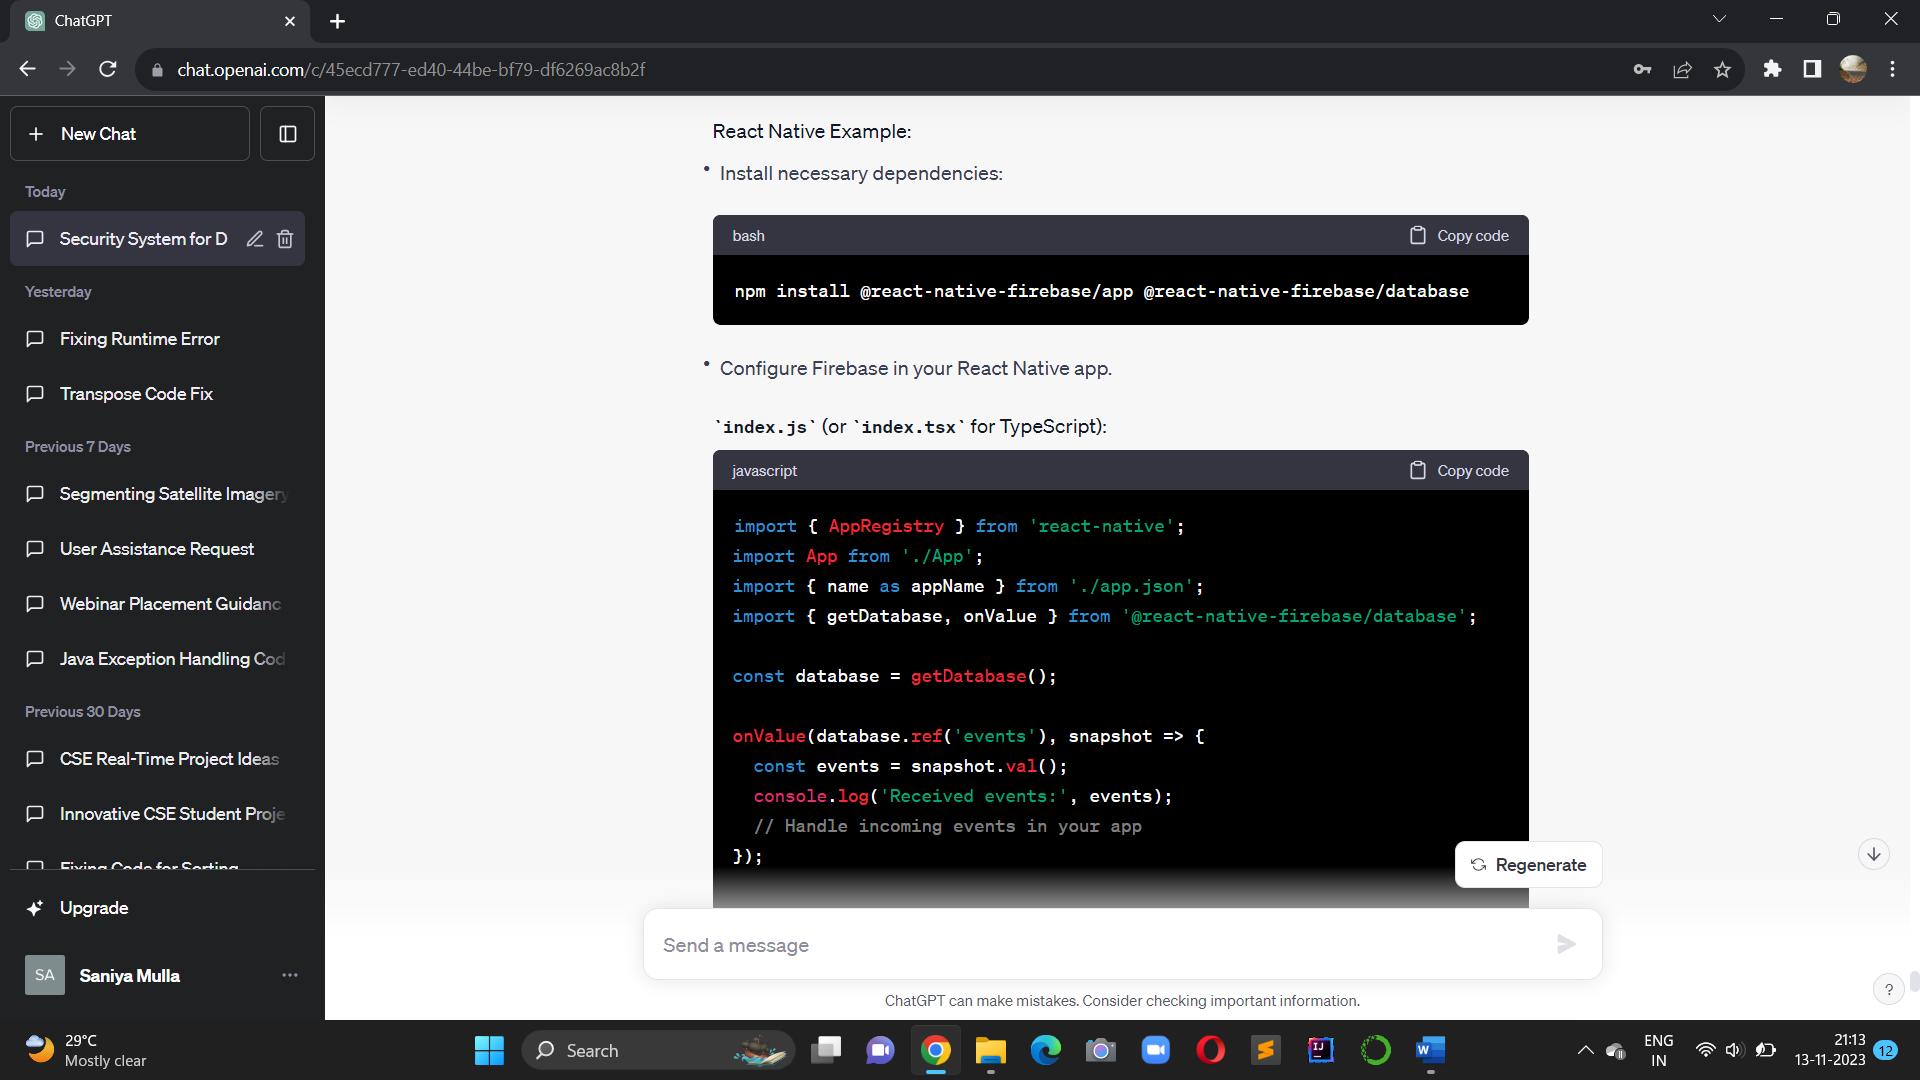 ChatGPT
chat.openai.com/c/45ecd777-ed40-44be-bf79-df6269ac8b2f
New Chat
Today
Security System for D
Yesterday
Fixing Runtime Error
Transpose Code Fix
Previous 7 Days
Segmenting Satellite Imagery
User Assistance Request
Webinar Placement Guidanc
Java Exception Handling Cod
Previous 30 Days
CSE Real-Time Project Ideas
Innovative CSE Student Proje
Fixing Code for Sorting
Upgrade
SA
Saniya Mulla
React Native Example:
• Install necessary dependencies:
bash
Copy code
npm install @react-native-firebase/app @react-native-firebase/database
• Configure Firebase in your React Native app.
`index.js` (or `index.tsx` for TypeScript):
javascript
Copy code
import { AppRegistry } from 'react-native';
import App from './App';
import { name as appName } from './app.json';
import { getDatabase, onValue } from '@react-native-firebase/database';
const database = getDatabase();
onValue(database.ref('events'), snapshot => {
const events = snapshot.val();
console.log('Received events:', events);
// Handle incoming events in your app
});
Regenerate
Send a message
ChatGPT can make mistakes. Consider checking important information.
?
29°C
Mostly clear
Search
IJ
W
ENG
IN
21:13
13-11-2023
12